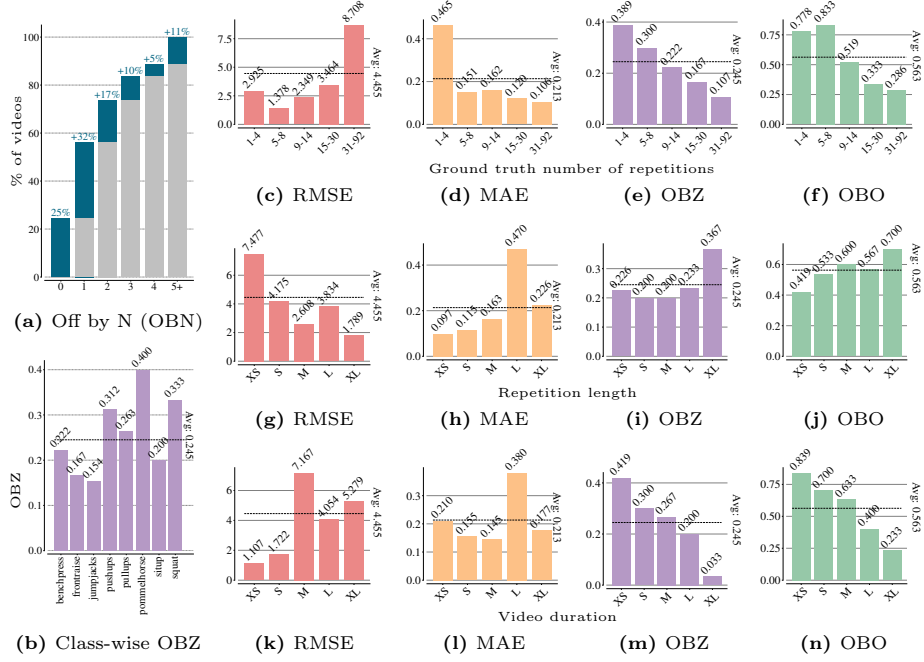 % of videos
100
80
60
40
20
0
25%
+32%
+17%
+10%
+5%
+11%
0
1
2
3
4
5+
(a) Off by N (OBN)
OBZ
0.4
0.3
0.2
0.1
0.0
0.222
0.167
0.154
0.312
0.263
0.400
0.200
0.333
Avg: 0.245
benchpress
frontraise
jumpjacks
pushups
pullups
pommelhorse
situp
squat
(b) Class-wise OBZ
7.5
5.0
2.5
0.0
2.925
1.378
2.349
3.464
8.708
Avg: 4.455
1-4
5-8
9-14
15-30
31-92
(c) RMSE
0.4
0.2
0.0
0.465
0.151
0.162
0.120
0.106
Avg: 0.213
1-4
5-8
9-14
15-30
31-92
(d) MAE
0.4
0.2
0.0
0.389
0.300
0.222
0.167
0.107
Avg: 0.245
1-4
5-8
9-14
15-30
31-92
(e) OBZ
0.75
0.50
0.25
0.00
0.778
0.833
0.519
0.333
0.286
Avg: 0.563
1-4
5-8
9-14
15-30
31-92
(f) OBO
Ground truth number of repetitions
6
4
2
0
7.477
4.175
2.608
3.834
1.789
Avg: 4.455
XS
S
M
L
XL
(g) RMSE
0.4
0.2
0.0
0.097
0.115
0.163
0.470
0.226
Avg: 0.213
XS
S
M
L
XL
(h) MAE
0.3
0.2
0.1
0.0
0.226
0.200
0.200
0.233
0.367
Avg: 0.245
XS
S
M
L
XL
(i) OBZ
0.6
0.4
0.2
0.0
0.419
0.533
0.600
0.567
0.700
Avg: 0.563
XS
S
M
L
XL
(j) OBO
Repetition length
6
4
2
0
1.107
1.722
7.167
4.054
5.279
Avg: 4.455
XS
S
M
L
XL
(k) RMSE
0.3
0.2
0.1
0.0
0.210
0.155
0.145
0.380
0.177
Avg: 0.213
XS
S
M
L
XL
(l) MAE
0.4
0.3
0.2
0.1
0.0
0.419
0.300
0.267
0.200
0.033
Avg: 0.245
XS
S
M
L
XL
(m) OBZ
0.75
0.50
0.25
0.00
0.839
0.700
0.633
0.400
0.233
Avg: 0.563
XS
S
M
L
XL
(n) OBO
Video duration